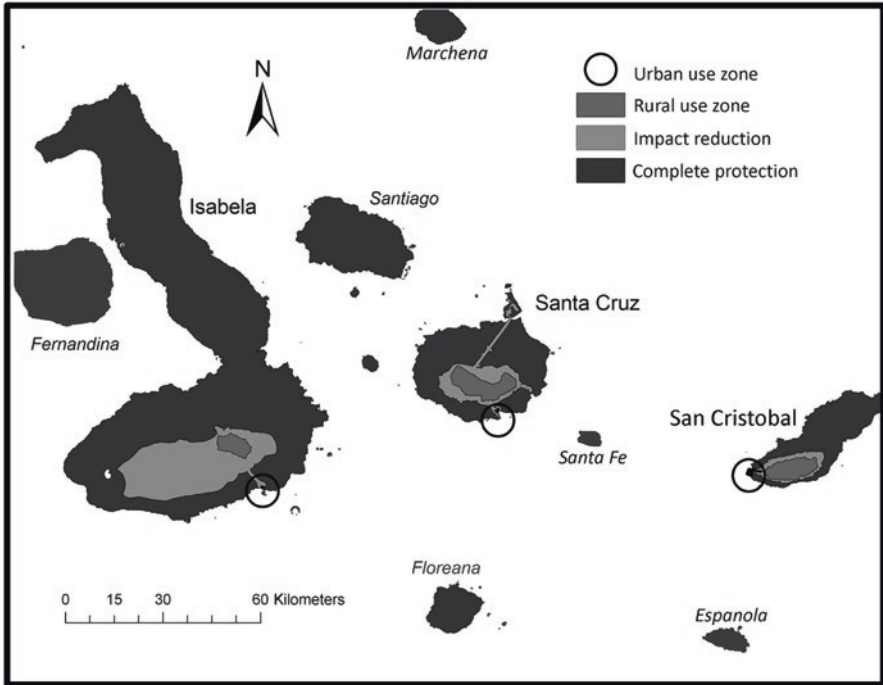 Marchena
N
Urban use zone
Rural use zone
Impact reduction
Complete protection
Isabela
Santiago
Santa Cruz
Fernandina
San Cristobal
Santa Fe
Floreana
0 15 30 60 Kilometers
Espanola